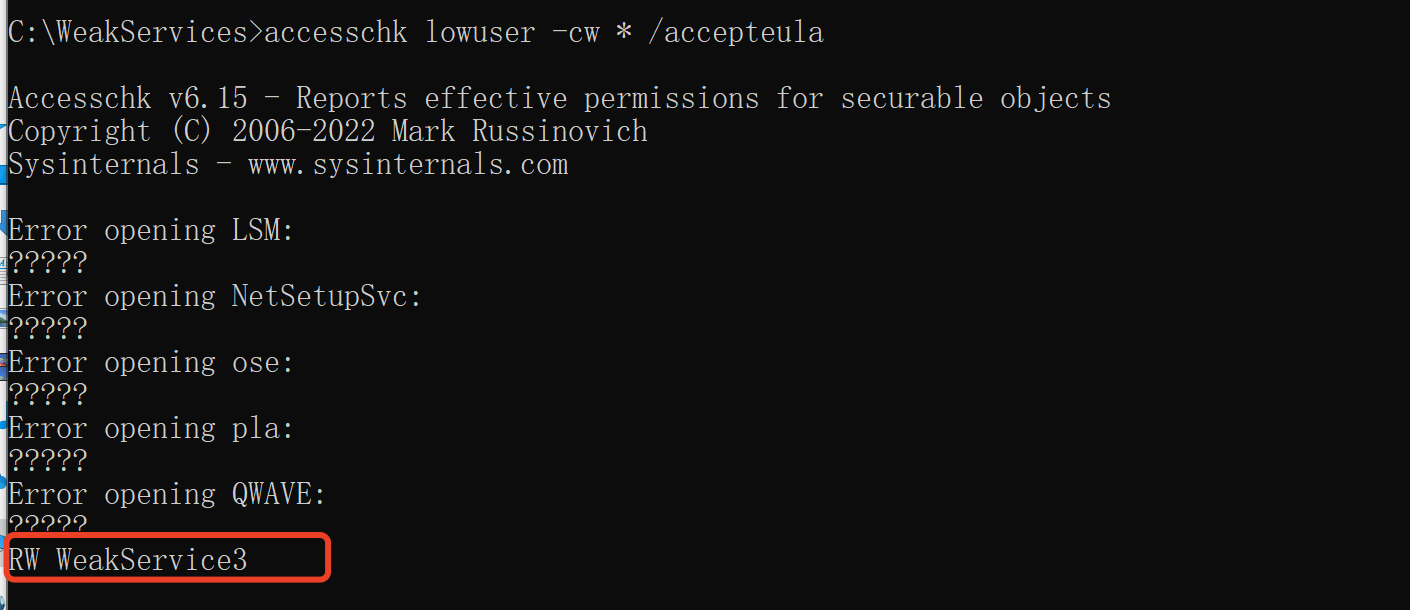 C:\WeakServices>accesschk lowuser -cw * /accepteula
Accesschk v6.15 - Reports effective permissions for securable objects
Copyright (C) 2006-2022 Mark Russinovich
Sysinternals - www.sysinternals.com
Error opening LSM:
?????
Error opening NetSetupSvc:
?????
Error opening ose:
?????
Error opening pla:
?????
Error opening QWAVE:
?????
RW WeakService3